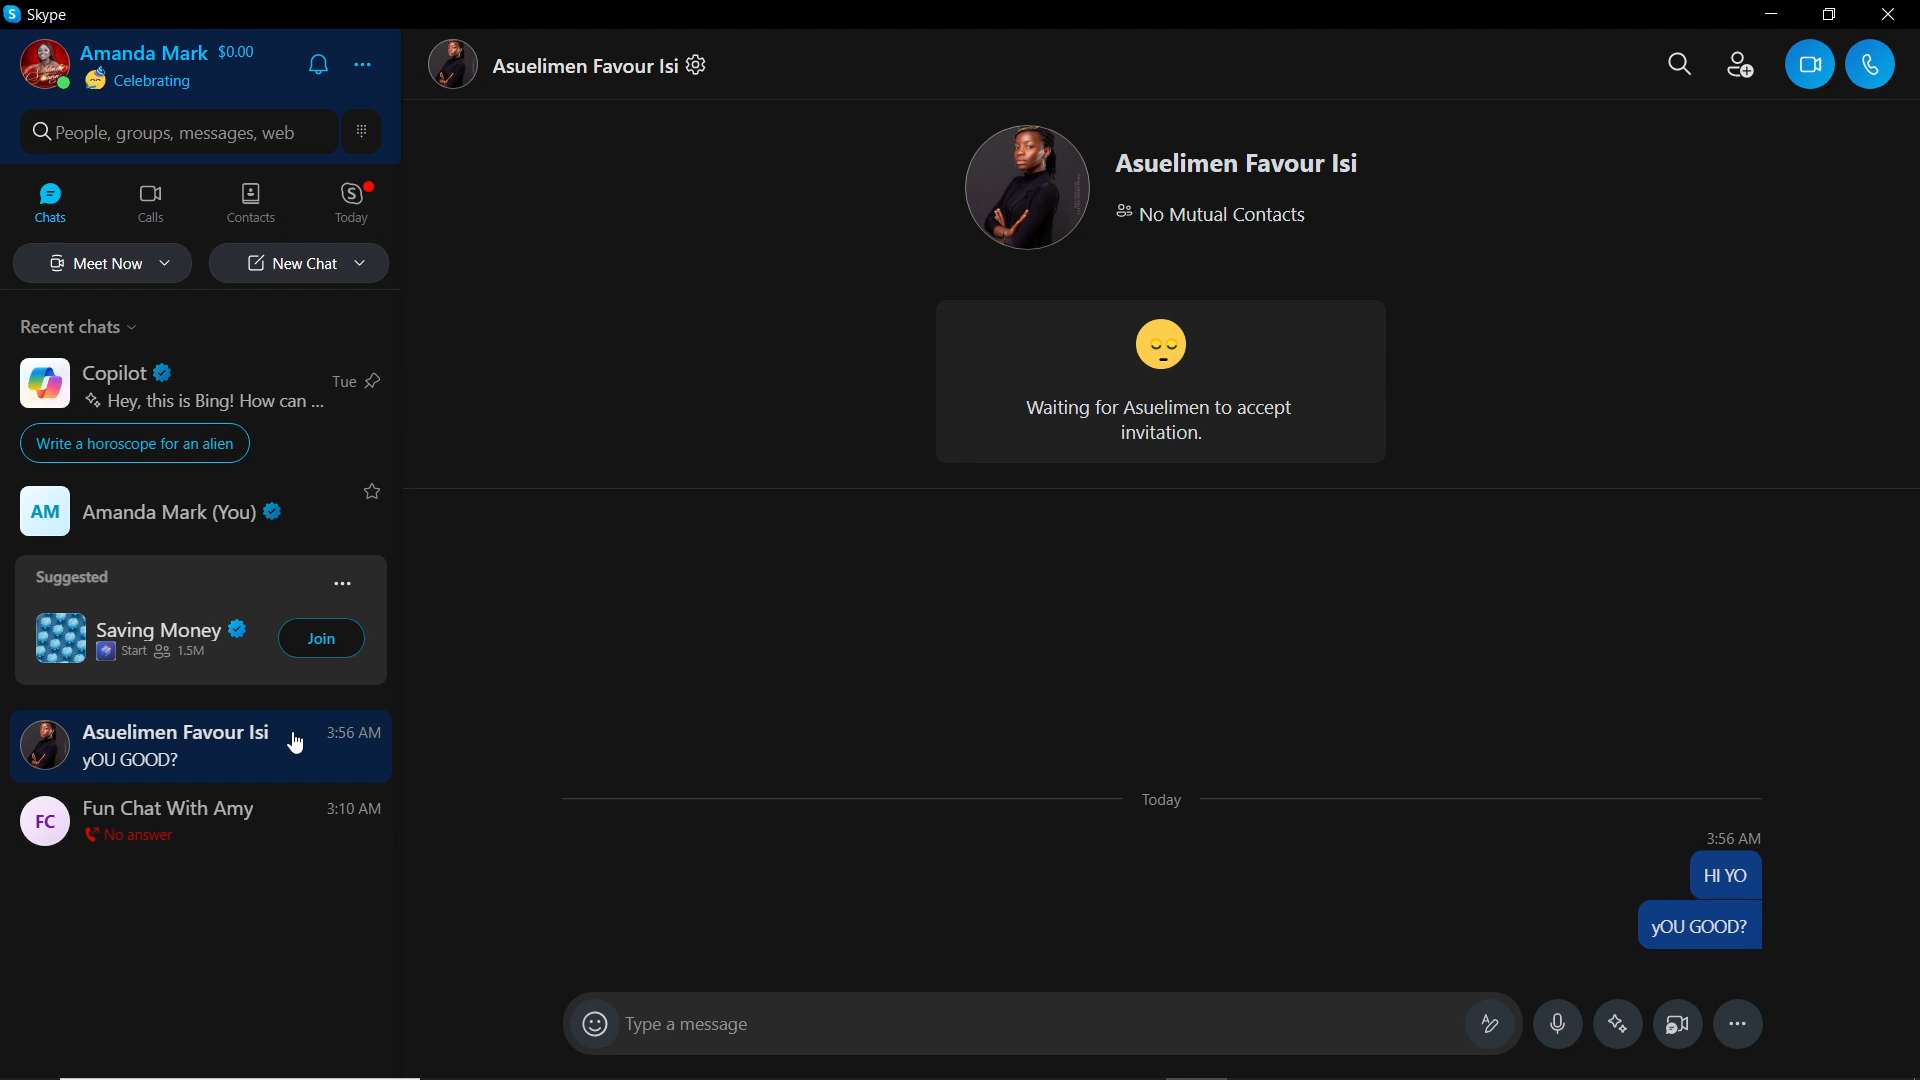 Skype
Amanda Mark $0.00
Celebrating
People, groups, messages, web
Chats
Calls
Contacts
Today
Meet Now
New Chat
Recent chats
Copilot
Tue
Hey, this is Bing! How can ...
Write a horoscope for an alien
AM
Amanda Mark (You)
Suggested
Saving Money
Start 1.5M
Join
Asuelimen Favour Isi
3:56 AM
yOU GOOD?
FC
Fun Chat With Amy
3:10 AM
No answer
Asuelimen Favour Isi
Asuelimen Favour Isi
No Mutual Contacts
Waiting for Asuelimen to accept
invitation.
Today
3:56 AM
HI YO
yOU GOOD?
Type a message